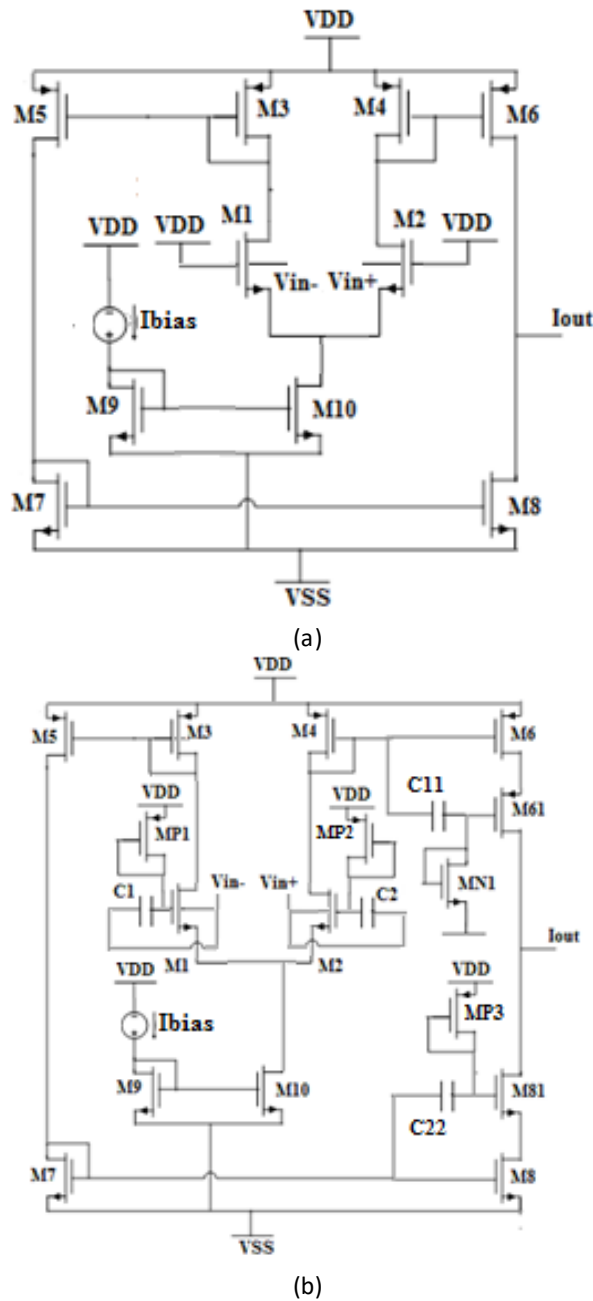 VDD
M5 M3 M4 M6
VDD VDD M1 M2 VDD
Vin- Vin+
Ibias Iout
M9 M10
M7 M8
VSS
(a)
VDD
M5 M3 M4 M6
VDD VDD C11 M61
MP1 MP2
C1 Vin- Vin+ C2 MN1
M1 M2 Iout
VDD VDD
Ibias MP3
M9 M10 M81
C22
M7 M8
VSS
(b)